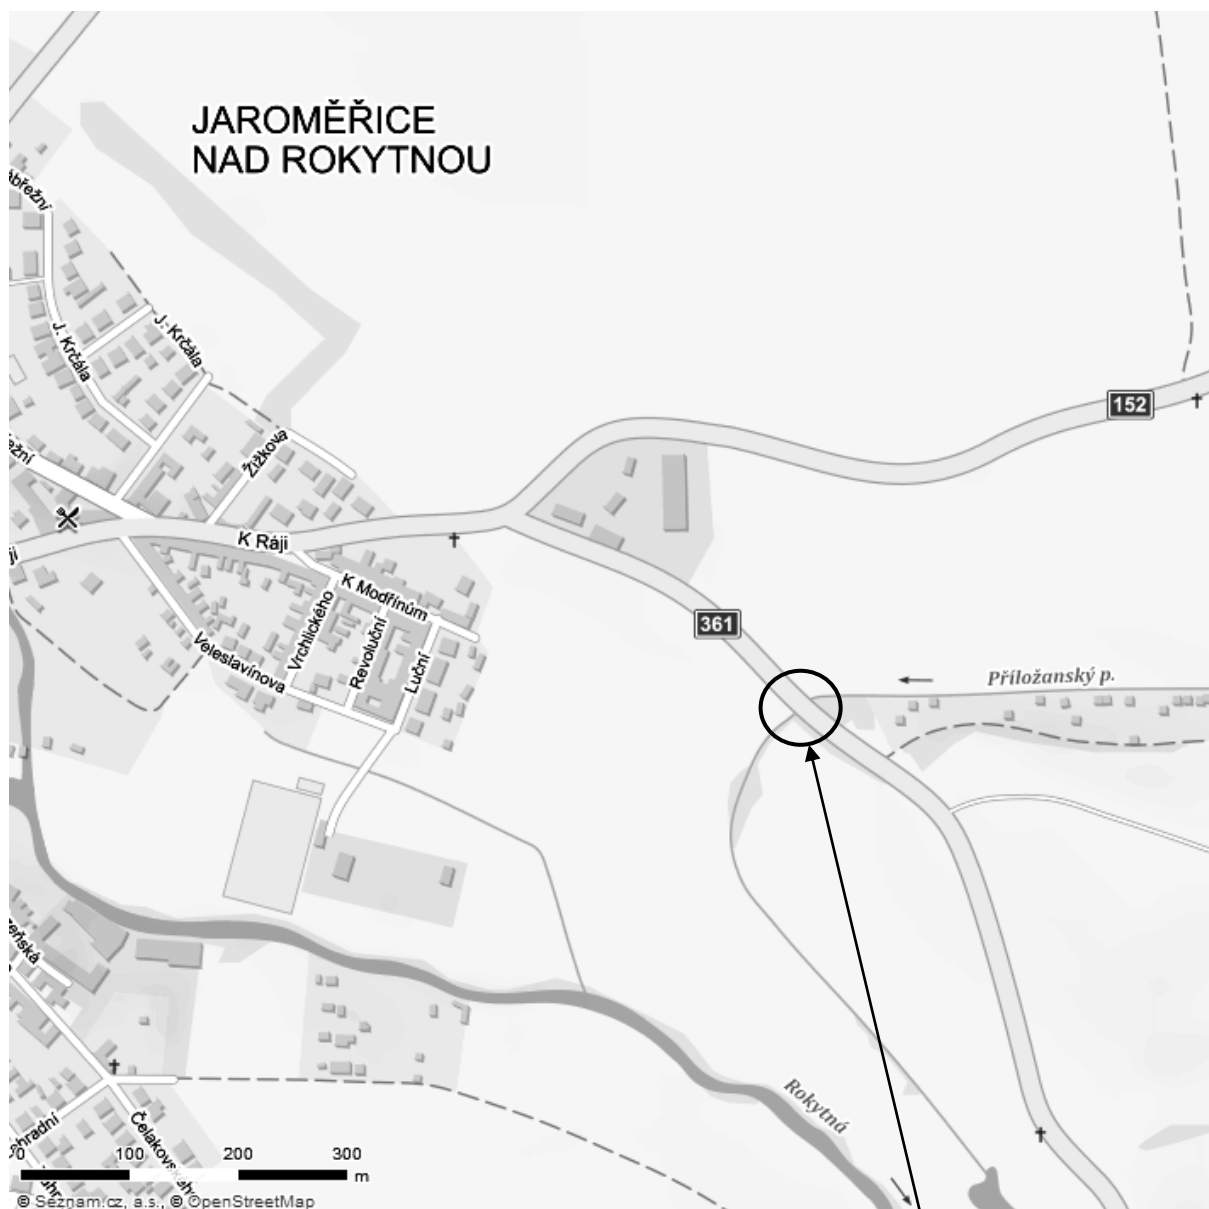 JAROMĚŘICE
NAD ROKYTNOU
J. Krčála
J. Krčála
152
Žižkova
K Ráji
K Modřínům
361
Vrchlického
Revoluční
Luční
Veleslavínova
Příložanský p.
Rokytná
Čelakovského
0 100 200 300
m
© Seznam.cz, a.s., © OpenStreetMap